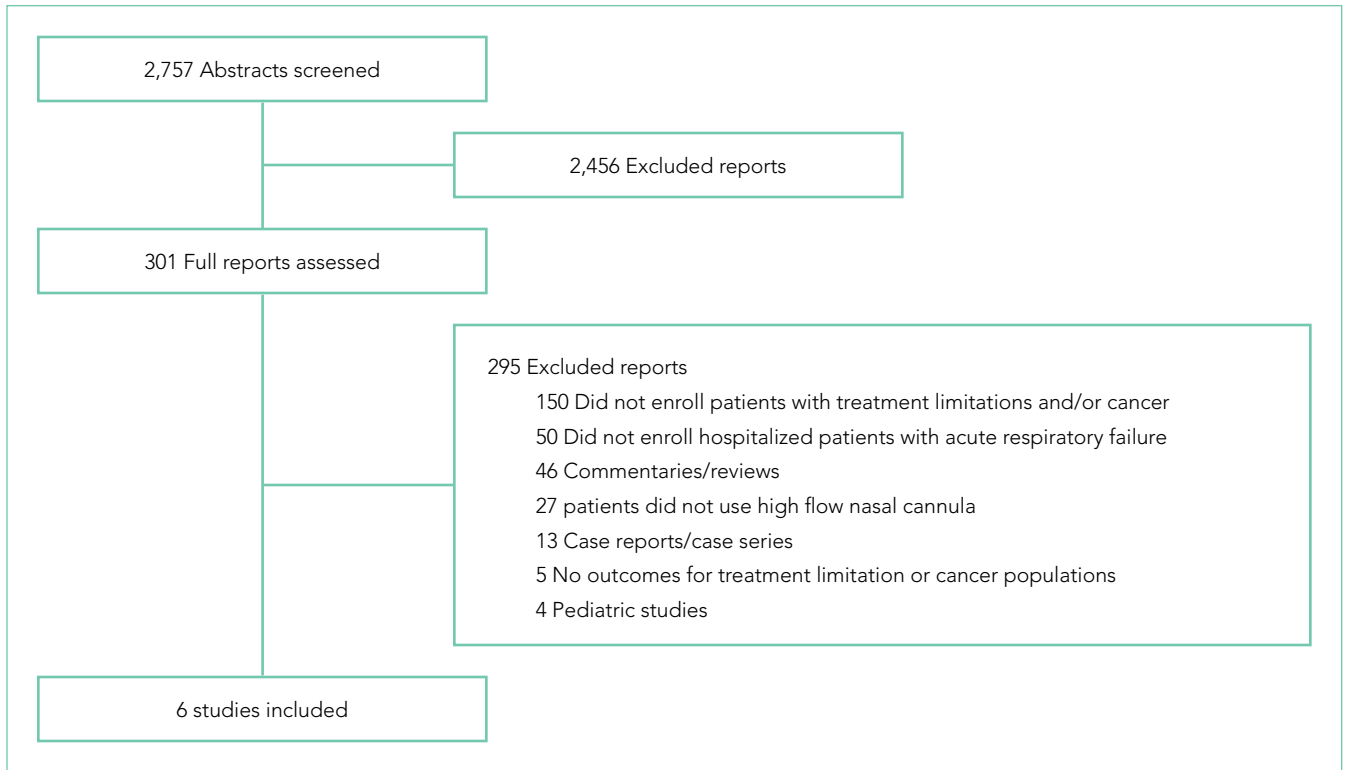 2,757 Abstracts screened
2,456 Excluded reports
301 Full reports assessed
295 Excluded reports
150 Did not enroll patients with treatment limitations and/or cancer
50 Did not enroll hospitalized patients with acute respiratory failure
46 Commentaries/reviews
27 patients did not use high flow nasal cannula
13 Case reports/case series
5 No outcomes for treatment limitation or cancer populations
4 Pediatric studies
6 studies included